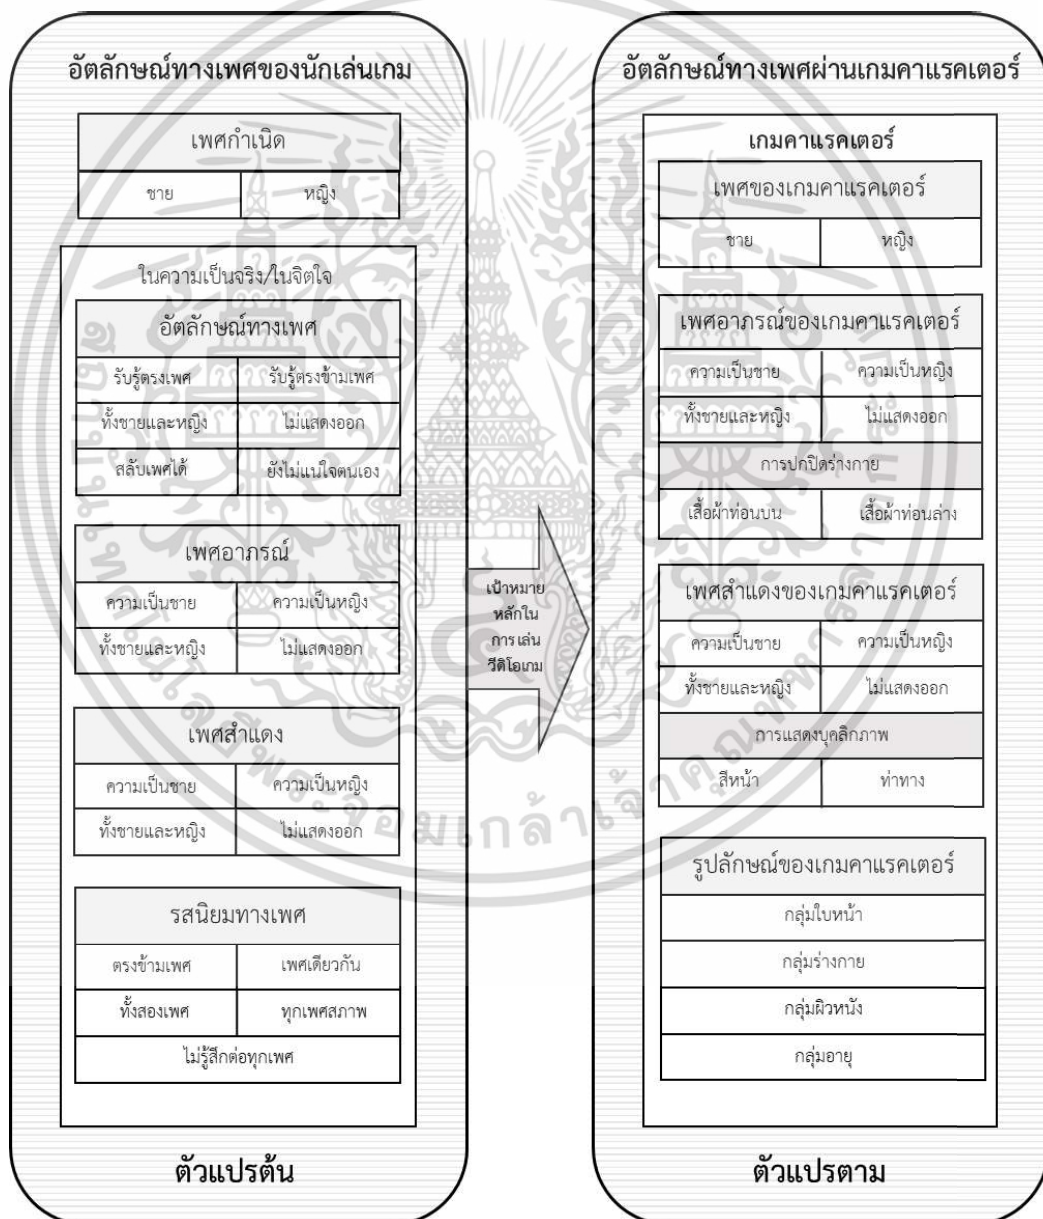 อัตลักษณ์ทางเพศของนักเล่นเกม
เพศกำเนิด
ชาย หญิง
ในความเป็นจริง/ในจิตใจ
อัตลักษณ์ทางเพศ
รับรู้ตรงเพศ รับรู้ตรงข้ามเพศ
ทั้งชายและหญิง ไม่แสดงออก
สลับเพศได้ ยังไม่แน่ใจตนเอง
เพศอาภรณ์
ความเป็นชาย ความเป็นหญิง
ทั้งชายและหญิง ไม่แสดงออก
เพศสำแดง
ความเป็นชาย ความเป็นหญิง
ทั้งชายและหญิง ไม่แสดงออก
รสนิยมทางเพศ
ตรงข้ามเพศ เพศเดียวกัน
ทั้งสองเพศ ทุกเพศสภาพ
ไม่รู้สึกต่อทุกเพศ
ตัวแปรต้น
เป้าหมาย
หลักใน
การเล่น
วีดิโอเกม
อัตลักษณ์ทางเพศผ่านเกมคาแรคเตอร์
เกมคาแรคเตอร์
เพศของเกมคาแรคเตอร์
ชาย หญิง
เพศอาภรณ์ของเกมคาแรคเตอร์
ความเป็นชาย ความเป็นหญิง
ทั้งชายและหญิง ไม่แสดงออก
การปกปิดร่างกาย
เสื้อผ้าท่อนบน เสื้อผ้าท่อนล่าง
เพศสำแดงของเกมคาแรคเตอร์
ความเป็นชาย ความเป็นหญิง
ทั้งชายและหญิง ไม่แสดงออก
การแสดงบุคลิกภาพ
สีหน้า ท่าทาง
รูปลักษณ์ของเกมคาแรคเตอร์
กลุ่มใบหน้า
กลุ่มร่างกาย
กลุ่มผิวหนัง
กลุ่มอายุ
ตัวแปรตาม
พระจอมเกล้าเจ้าคุณทหารลาดกระบัง